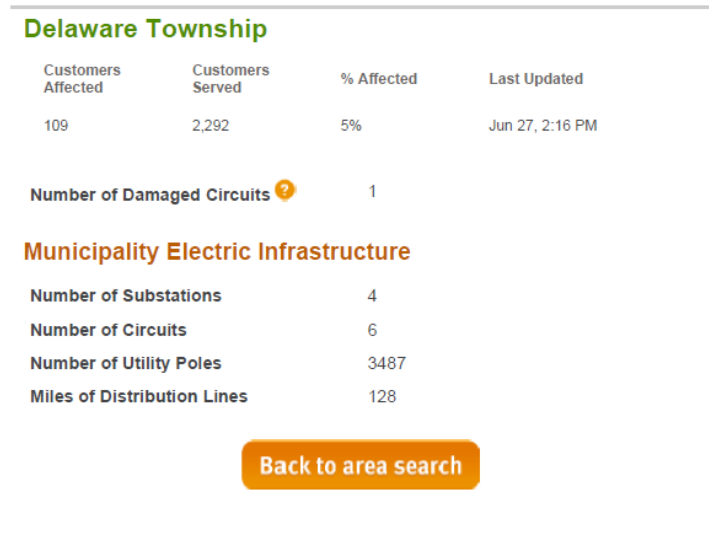 Delaware Township
Customers Affected Customers Served % Affected Last Updated
109 2,292 5% Jun 27, 2:16 PM
Number of Damaged Circuits ? 1
Municipality Electric Infrastructure
Number of Substations 4
Number of Circuits 6
Number of Utility Poles 3487
Miles of Distribution Lines 128
Back to area search